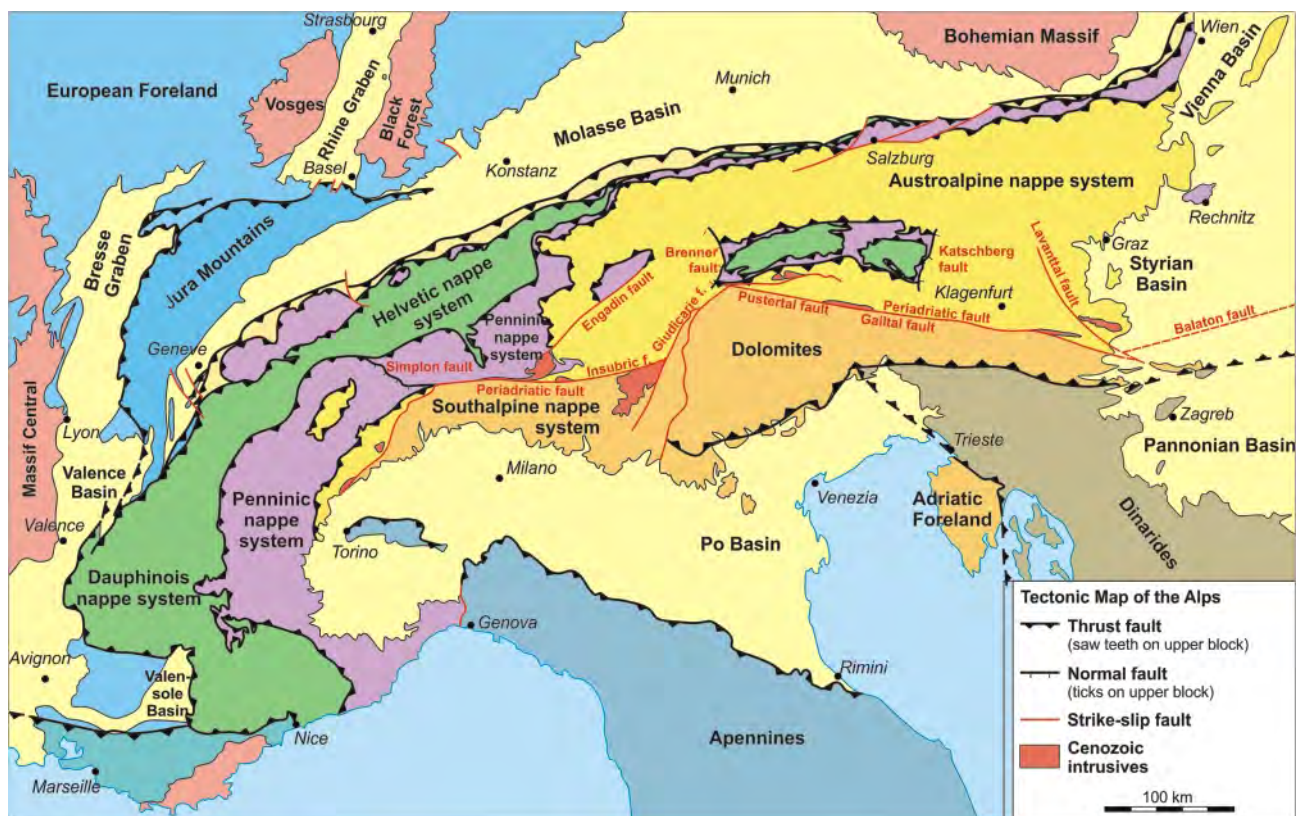 Strasbourg
European Foreland
Vosges
Rhine Graben
Black
Forest
Basel
Munich
Molasse Basin
Konstanz
Bohemian Massif
Wien
Vienna Basin
Salzburg
Austroalpine nappe system
Rechnitz
Graz
Styrian
Basin
Bresse
Graben
Jura Mountains
Helvetic nappe
system
Brenner
fault
Katschberg
fault
Lavanttal fault
Engadin fault
Giudicarie f.
Pustertal fault
Periadriatic fault
Gailtal fault
Klagenfurt
Balaton fault
Geneve
Penninic
nappe
system
Simplon fault
Insubric f.
Periadriatic fault
Dolomites
Southalpine nappe
system
Massif Central
Lyon
Valence
Basin
Valence
Milano
Venezia
Trieste
Zagreb
Pannonian Basin
Penninic
nappe
system
Torino
Po Basin
Adriatic
Foreland
Dinarides
Dauphinois
nappe system
Genova
Avignon
Valen-
sole
Basin
Nice
Marseille
Rimini
Apennines
Tectonic Map of the Alps
Thrust fault
(saw teeth on upper block)
Normal fault
(ticks on upper block)
Strike-slip fault
Cenozoic
intrusives
100 km